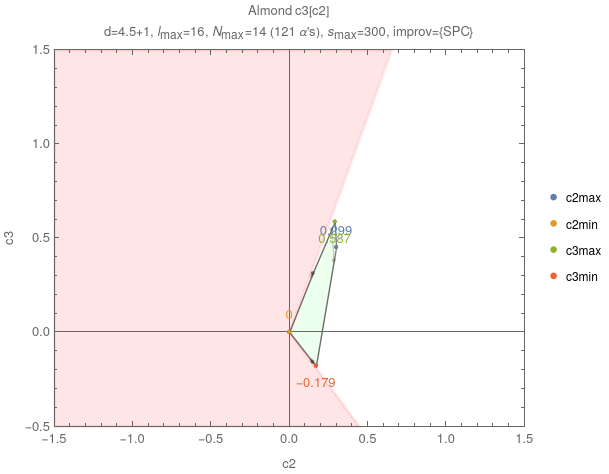 Almond c3[c2]
d=4.5+1, lmax=16, Nmax=14 (121 α's), smax=300, improv={SPC}
1.5
1.0
0.5
0.0
−0.5
c3
0.587
0
−0.179
−1.5 −1.0 −0.5 0.0 0.5 1.0 1.5
c2
c2max
c2min
c3max
c3min